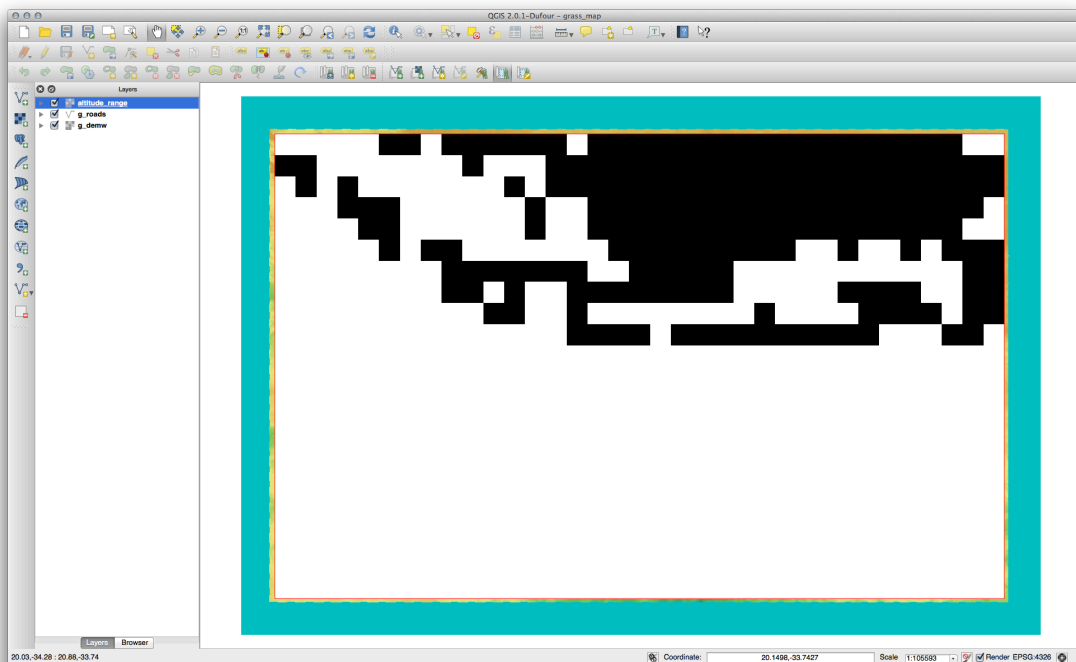 QGIS 2.0.1-Dufour - grass_map
Layers
altitude_range
g_roads
g_demw
Layers Browser
20.03,-34.28 : 20.88,-33.74 Coordinate: 20.1498,-33.7427 Scale 1:105593 Render EPSG:4326